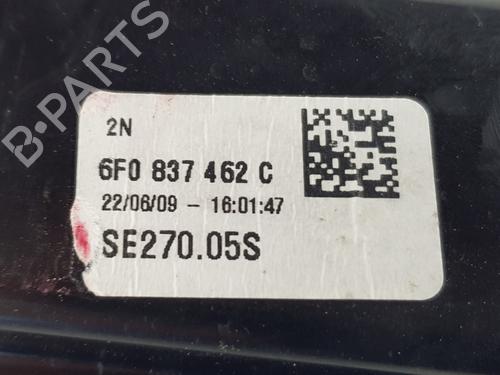 B-PARTS
2N
6F0 837 462 C
22/06/09 - 16:01:47
SE270.05S